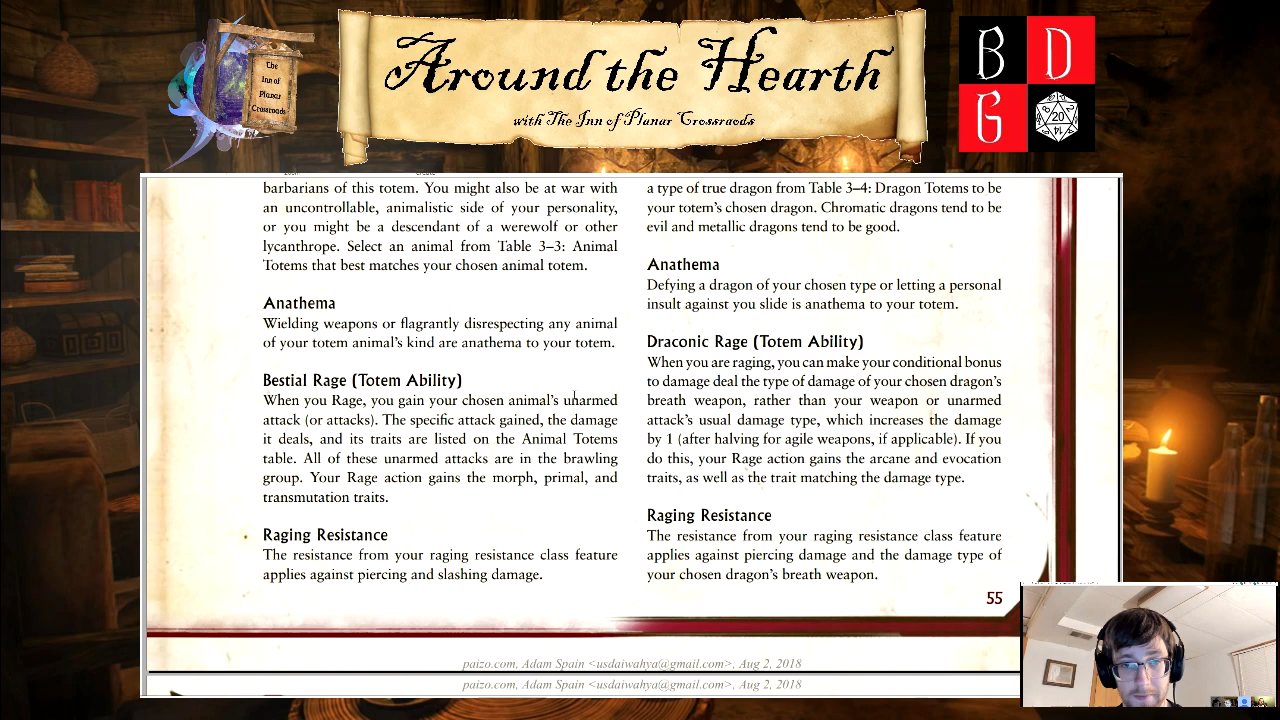 The
Inn of
Planar
Crossroads
Around the Hearth
with The Inn of Planar Crossroads
B D
G 20
14
barbarians of this totem. You might also be at war with
an uncontrollable, animalistic side of your personality,
or you might be a descendant of a werewolf or other
lycanthrope. Select an animal from Table 3–3: Animal
Totems that best matches your chosen animal totem.
Anathema
Wielding weapons or flagrantly disrespecting any animal
of your totem animal's kind are anathema to your totem.
Bestial Rage (Totem Ability)
When you Rage, you gain your chosen animal's unarmed
attack (or attacks). The specific attack gained, the damage
it deals, and its traits are listed on the Animal Totems
table. All of these unarmed attacks are in the brawling
group. Your Rage action gains the morph, primal, and
transmutation traits.
Raging Resistance
The resistance from your raging resistance class feature
applies against piercing and slashing damage.
a type of true dragon from Table 3–4: Dragon Totems to be
your totem's chosen dragon. Chromatic dragons tend to be
evil and metallic dragons tend to be good.
Anathema
Defying a dragon of your chosen type or letting a personal
insult against you slide is anathema to your totem.
Draconic Rage (Totem Ability)
When you are raging, you can make your conditional bonus
to damage deal the type of damage of your chosen dragon's
breath weapon, rather than your weapon or unarmed
attack's usual damage type, which increases the damage
by 1 (after halving for agile weapons, if applicable). If you
do this, your Rage action gains the arcane and evocation
traits, as well as the trait matching the damage type.
Raging Resistance
The resistance from your raging resistance class feature
applies against piercing damage and the damage type of
your chosen dragon's breath weapon.
55
paizo.com, Adam Spain <usdaiwahya@gmail.com>, Aug 2, 2018
paizo.com, Adam Spain <usdaiwahya@gmail.com>, Aug 2, 2018